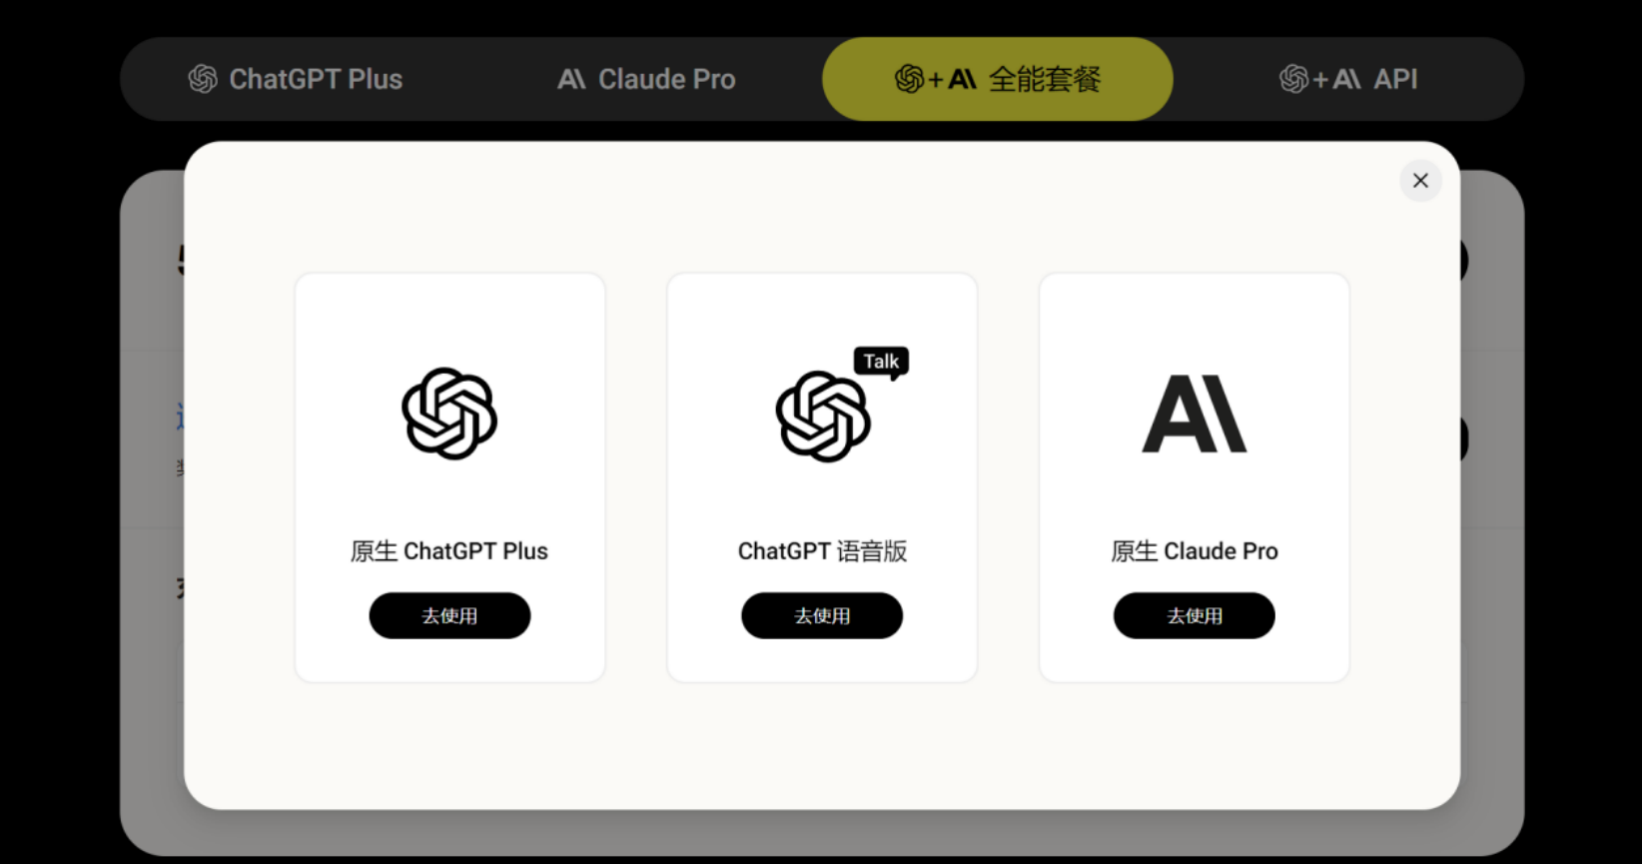 ChatGPT Plus
Claude Pro
+ 全能套餐
+ API
Talk
原生 ChatGPT Plus
ChatGPT 语音版
原生 Claude Pro
去使用
去使用
去使用